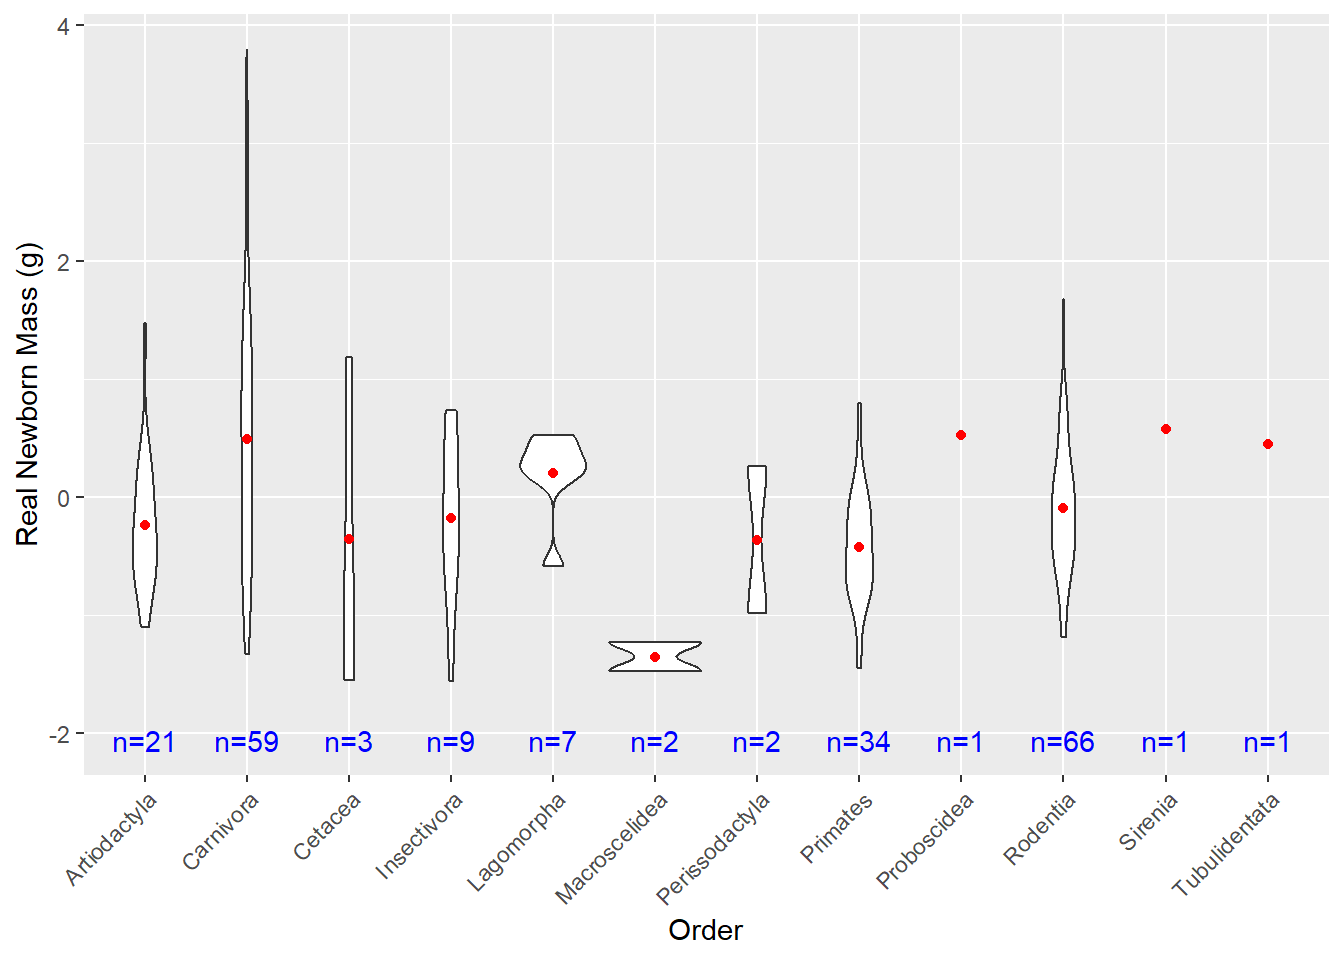 Real Newborn Mass (g)
4
2
0
-2
n=21 n=59 n=3 n=9 n=7 n=2 n=2 n=34 n=1 n=66 n=1 n=1
Artiodactyla Carnivora Cetacea Insectivora Lagomorpha Macroscelidea Perissodactyla Primates Proboscidea Rodentia Sirenia Tubulidentata
Order